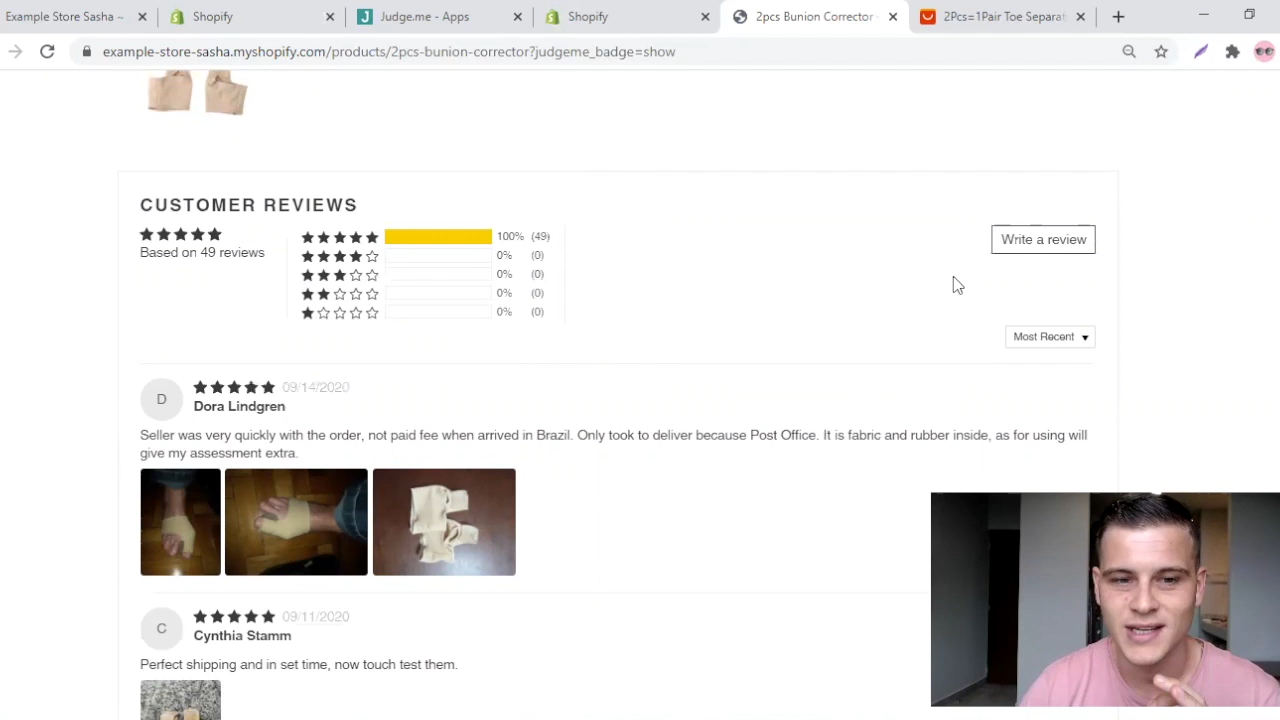 Example Store Sasha ~
Shopify
Judge.me - Apps
Shopify
2pcs Bunion Corrector
2Pcs=1Pair Toe Separat
example-store-sasha.myshopify.com/products/2pcs-bunion-corrector?judgeme_badge=show
CUSTOMER REVIEWS
Based on 49 reviews
100% (49)
0% (0)
0% (0)
0% (0)
0% (0)
Write a review
Most Recent
D
09/14/2020
Dora Lindgren
Seller was very quickly with the order, not paid fee when arrived in Brazil. Only took to deliver because Post Office. It is fabric and rubber inside, as for using will
give my assessment extra.
C
09/11/2020
Cynthia Stamm
Perfect shipping and in set time, now touch test them.